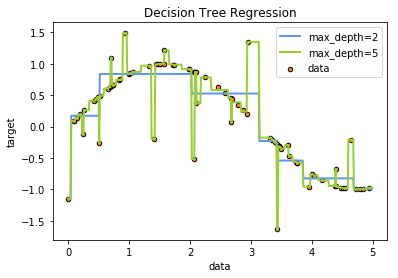 Decision Tree Regression
max_depth=2
max_depth=5
data
target
1.5
1.0
0.5
0.0
−0.5
−1.0
−1.5
0
1
2
3
4
5
data